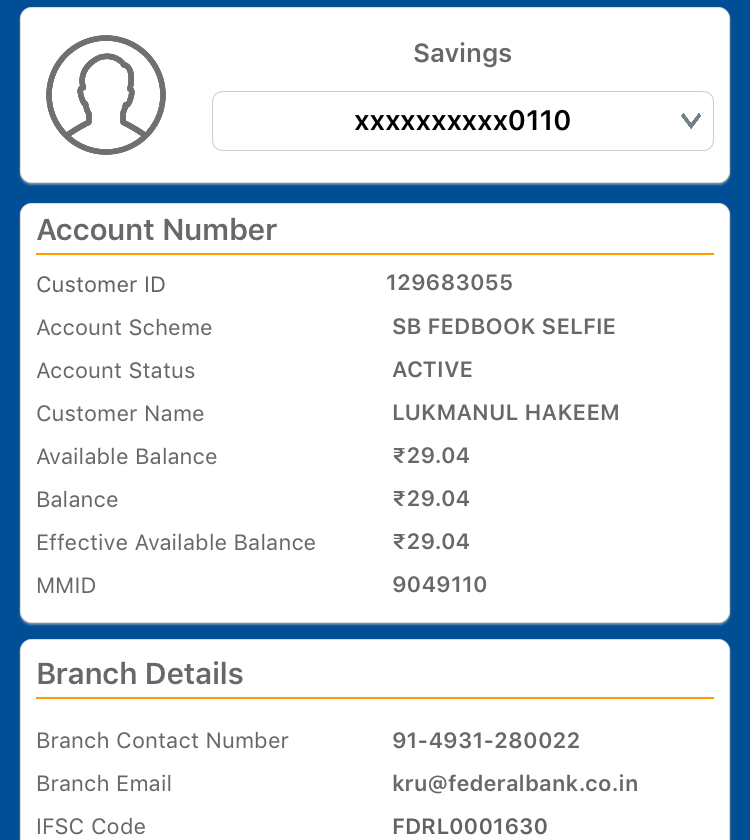 Savings
xxxxxxxxxx0110
Account Number
Customer ID 129683055
Account Scheme SB FEDBOOK SELFIE
Account Status ACTIVE
Customer Name LUKMANUL HAKEEM
Available Balance ₹29.04
Balance ₹29.04
Effective Available Balance ₹29.04
MMID 9049110
Branch Details
Branch Contact Number 91-4931-280022
Branch Email kru@federalbank.co.in
IFSC Code FDRL0001630